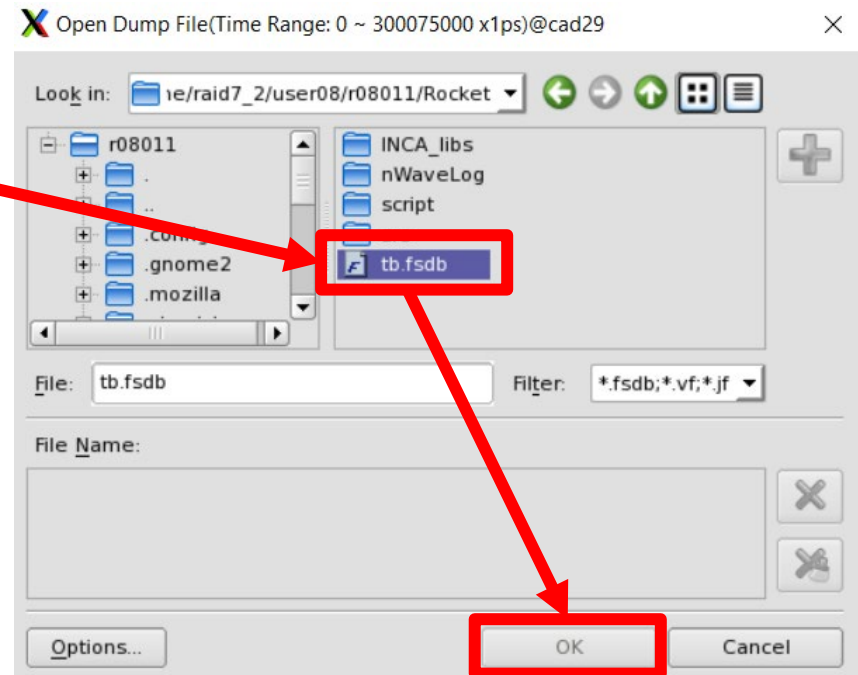 Open Dump File(Time Range: 0 ~ 300075000 x1ps)@cad29
Look in: 1e/raid7_2/user08/r08011/Rocket
r08011
.
..
.gnome2
.mozilla
INCA_libs
nWaveLog
script
tb.fsdb
File: tb.fsdb
Filter: *.fsdb;*.vf;*.jf
File Name:
Options...
OK
Cancel